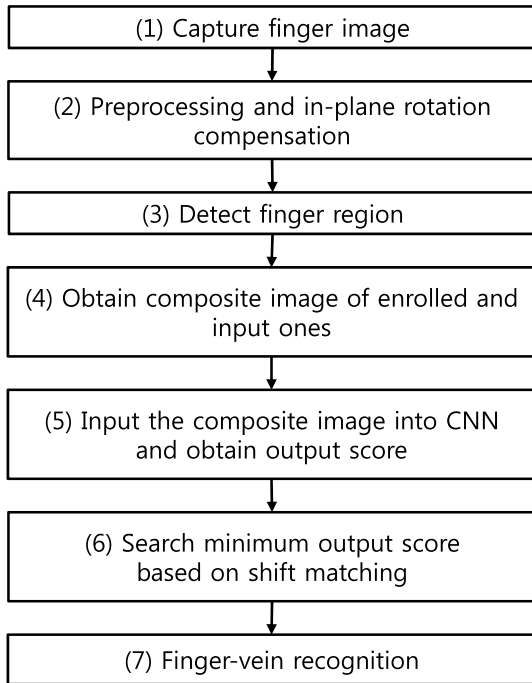 (1) Capture finger image
(2) Preprocessing and in-plane rotation
compensation
(3) Detect finger region
(4) Obtain composite image of enrolled and
input ones
(5) Input the composite image into CNN
and obtain output score
(6) Search minimum output score
based on shift matching
(7) Finger-vein recognition